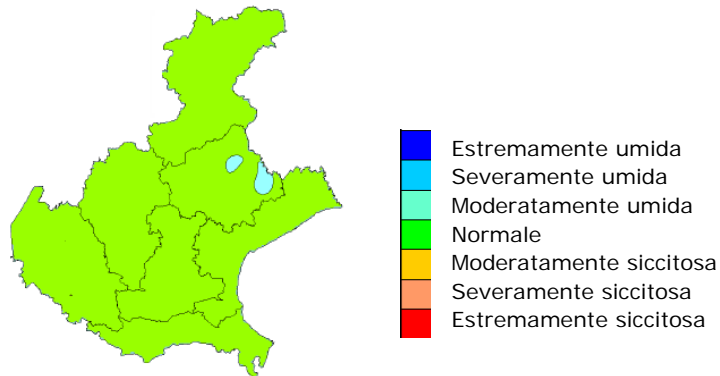 Estremamente umida
Severamente umida
Moderatamente umida
Normale
Moderatamente siccitosa
Severamente siccitosa
Estremamente siccitosa